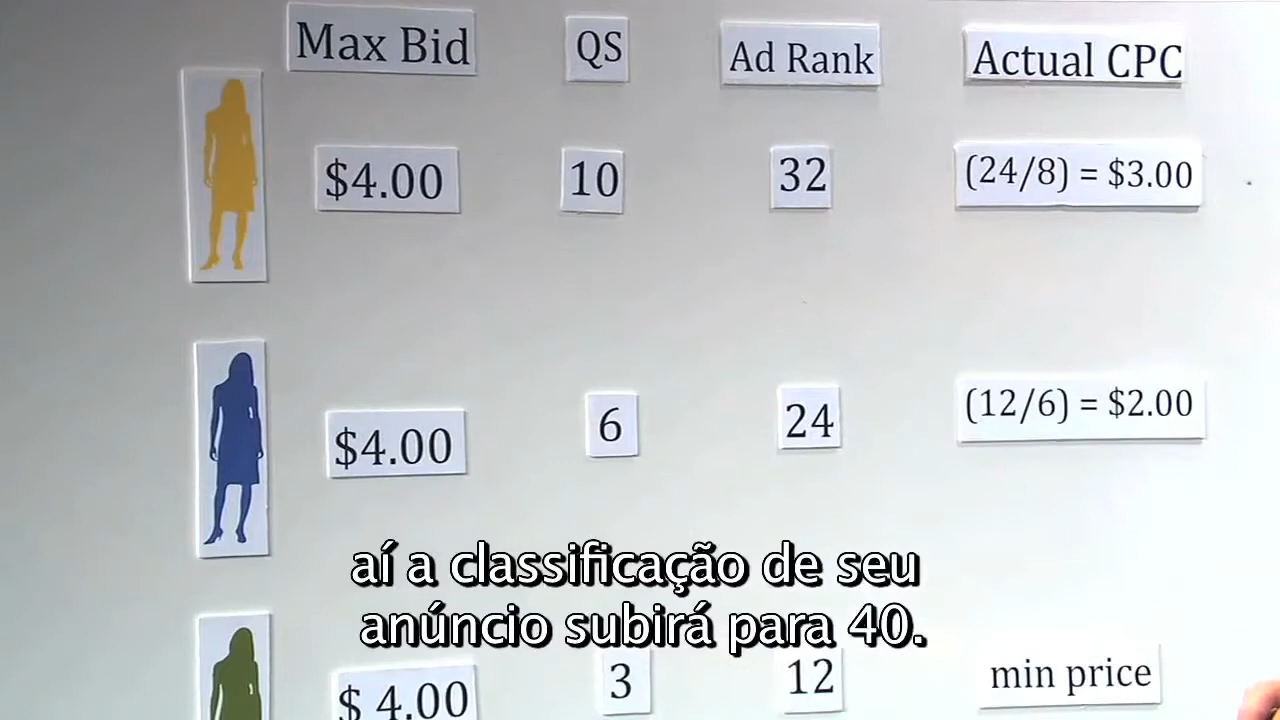 Max Bid QS Ad Rank Actual CPC
$4.00 10 32 (24/8) = $3.00
$4.00 6 24 (12/6) = $2.00
aí a classificação de seu
anúncio subirá para 40.
$ 4.00 3 12 min price